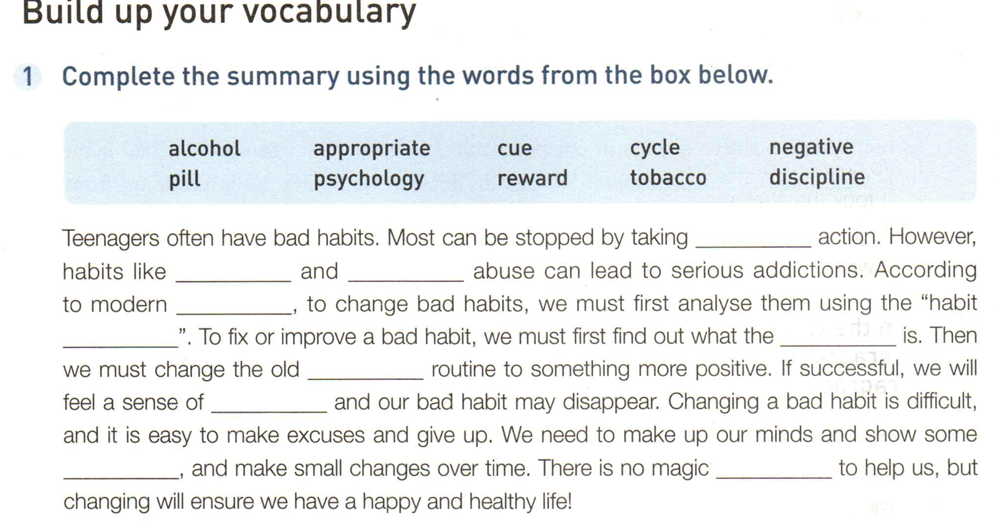 Build up your vocabulary
1 Complete the summary using the words from the box below.
alcohol appropriate cue cycle negative
pill psychology reward tobacco discipline
Teenagers often have bad habits. Most can be stopped by taking __________ action. However,
habits like __________ and __________ abuse can lead to serious addictions. According
to modern __________, to change bad habits, we must first analyse them using the “habit
__________”. To fix or improve a bad habit, we must first find out what the __________ is. Then
we must change the old __________ routine to something more positive. If successful, we will
feel a sense of __________ and our bad habit may disappear. Changing a bad habit is difficult,
and it is easy to make excuses and give up. We need to make up our minds and show some
__________, and make small changes over time. There is no magic __________ to help us, but
changing will ensure we have a happy and healthy life!